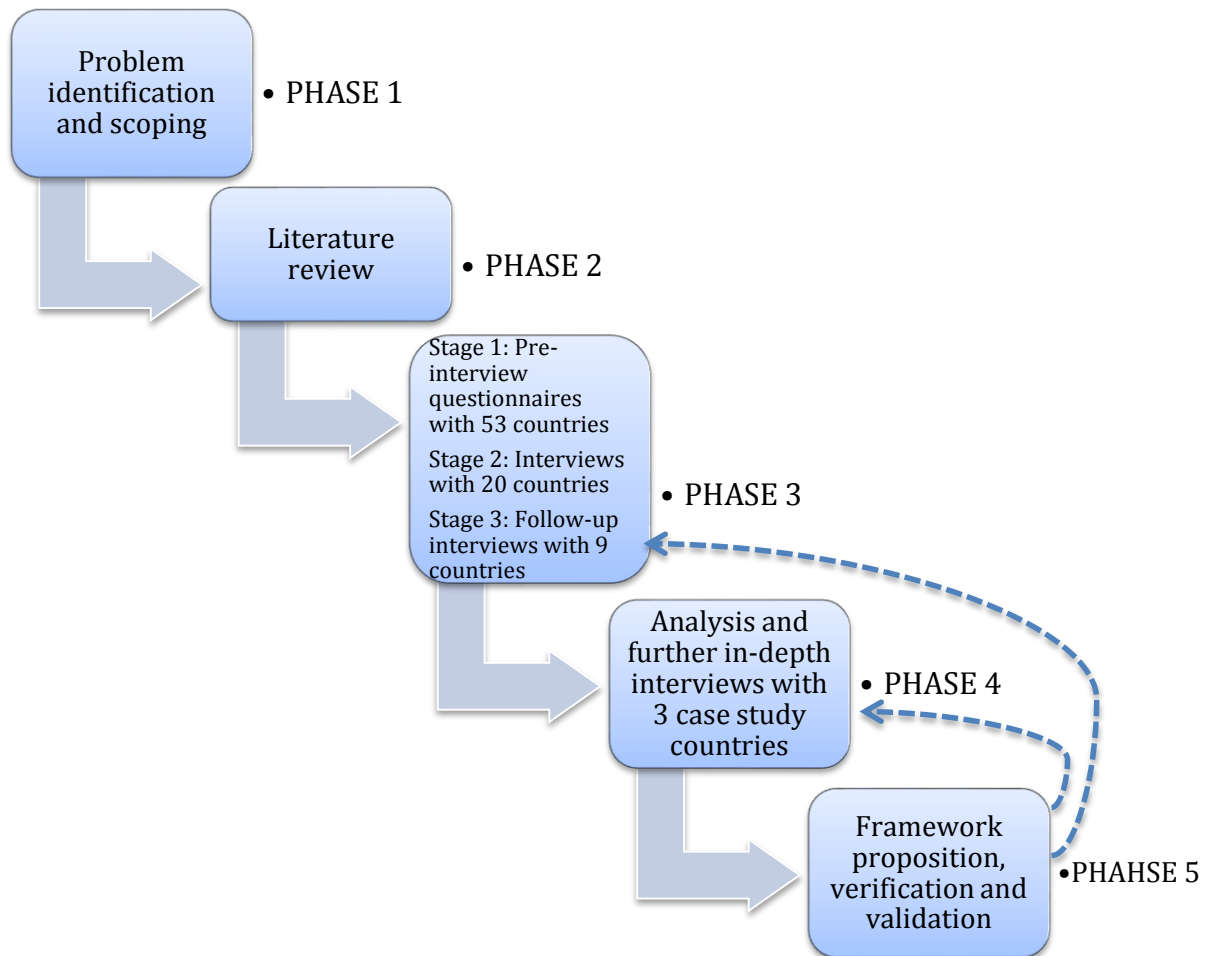 Problem
identification
and scoping
• PHASE 1
Literature
review
• PHASE 2
Stage 1: Pre-
interview
questionnaires
with 53 countries
Stage 2: Interviews
with 20 countries
Stage 3: Follow-up
interviews with 9
countries
• PHASE 3
Analysis and
further in-depth
interviews with
3 case study
countries
• PHASE 4
Framework
proposition,
verification and
validation
•PHAHSE 5